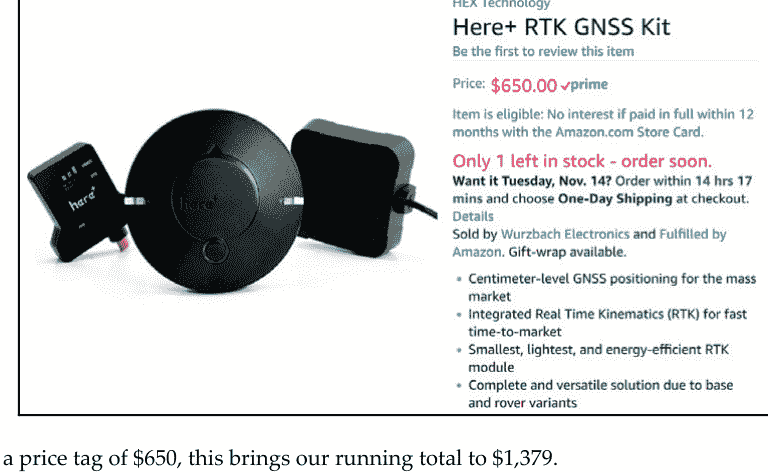 HEX Technology
Here+ RTK GNSS Kit
Be the first to review this item
Price: $650.00 ✓prime
Item is eligible: No interest if paid in full within 12
months with the Amazon.com Store Card.
Only 1 left in stock - order soon.
Want it Tuesday, Nov. 14? Order within 14 hrs 17
mins and choose One-Day Shipping at checkout.
Details
Sold by Wurzbach Electronics and Fulfilled by
Amazon. Gift-wrap available.
• Centimeter-level GNSS positioning for the mass
market
• Integrated Real Time Kinematics (RTK) for fast
time-to-market
• Smallest, lightest, and energy-efficient RTK
module
• Complete and versatile solution due to base
and rover variants
here+
here+
a price tag of $650, this brings our running total to $1,379.